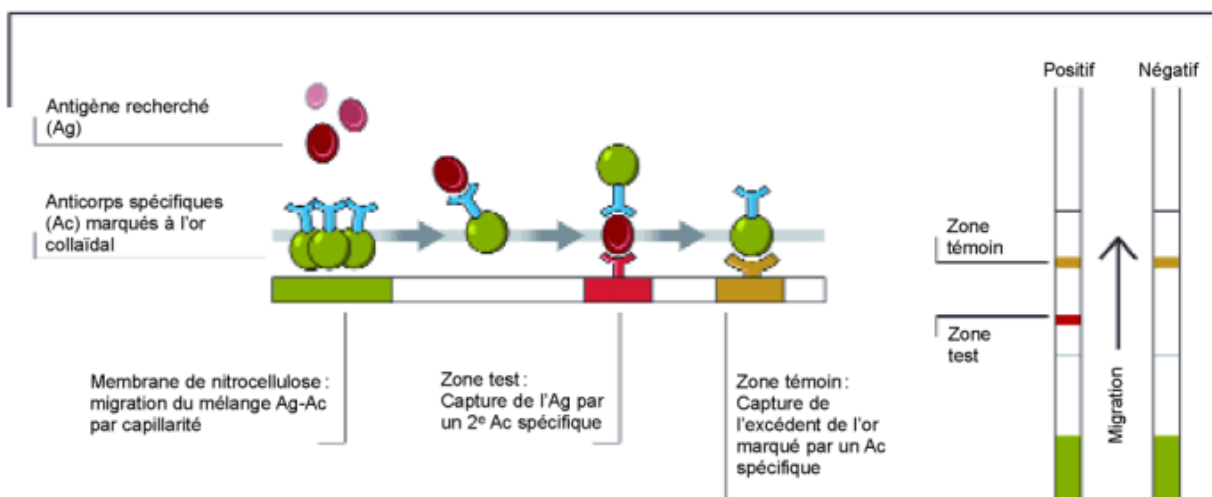 Antigène recherché
(Ag)
Anticorps spécifiques
(Ac) marqués à l'or
collaïdal
Membrane de nitrocellulose :
migration du mélange Ag-Ac
par capillarité
Zone test :
Capture de l'Ag par
un 2e Ac spécifique
Zone témoin :
Capture de
l'excédent de l'or
marqué par un Ac
spécifique
Positif
Négatif
Zone
témoin
Zone
test
Migration